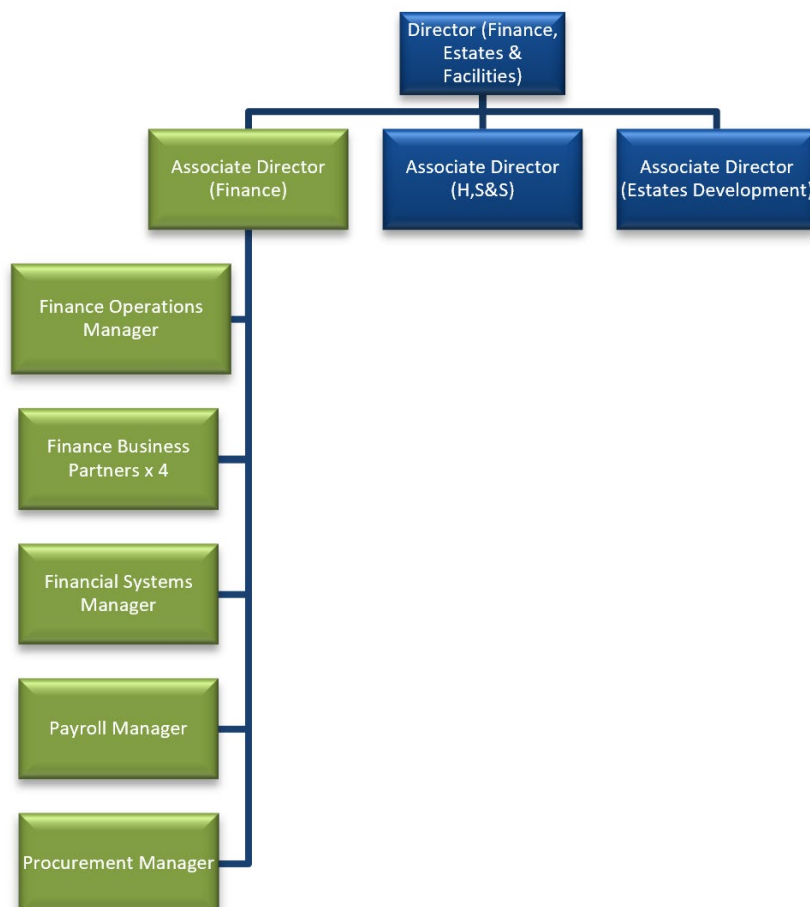 Director (Finance,
Estates &
Facilities)
Associate Director
(Finance)
Associate Director
(H,S&S)
Associate Director
(Estates Development)
Finance Operations
Manager
Finance Business
Partners x 4
Financial Systems
Manager
Payroll Manager
Procurement Manager